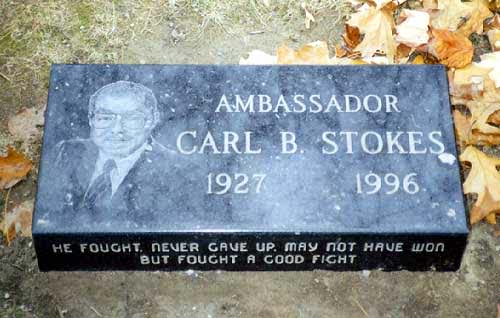 AMBASSADOR
CARL B. STOKES
1927 1996
HE FOUGHT, NEVER GAVE UP, MAY NOT HAVE WON
BUT FOUGHT A GOOD FIGHT